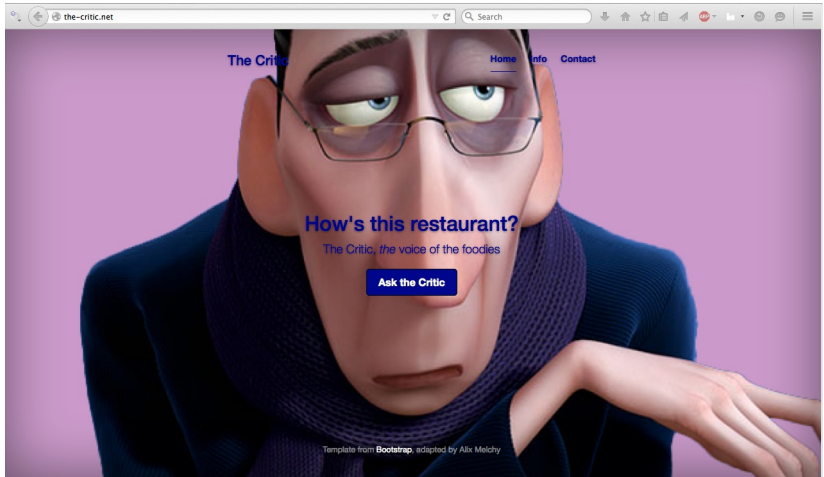 the-critic.net
Search
ABP
The Critic
Home Info Contact
How's this restaurant?
The Critic, the voice of the foodies
Ask the Critic
Template from Bootstrap, adapted by Alix Melchy